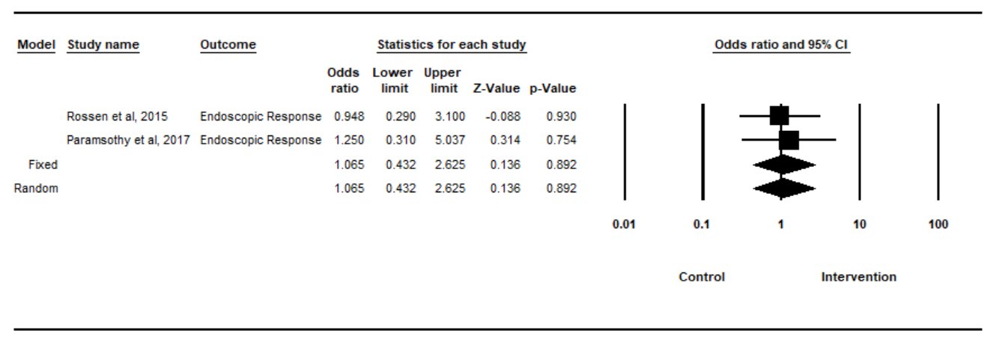 Model Study name Outcome Statistics for each study Odds ratio and 95% CI
Odds Lower Upper
ratio limit limit Z-Value p-Value
Rossen et al, 2015 Endoscopic Response 0.948 0.290 3.100 -0.088 0.930
Paramsothy et al, 2017 Endoscopic Response 1.250 0.310 5.037 0.314 0.754
Fixed 1.065 0.432 2.625 0.136 0.892
Random 1.065 0.432 2.625 0.136 0.892
0.01 0.1 1 10 100
Control Intervention